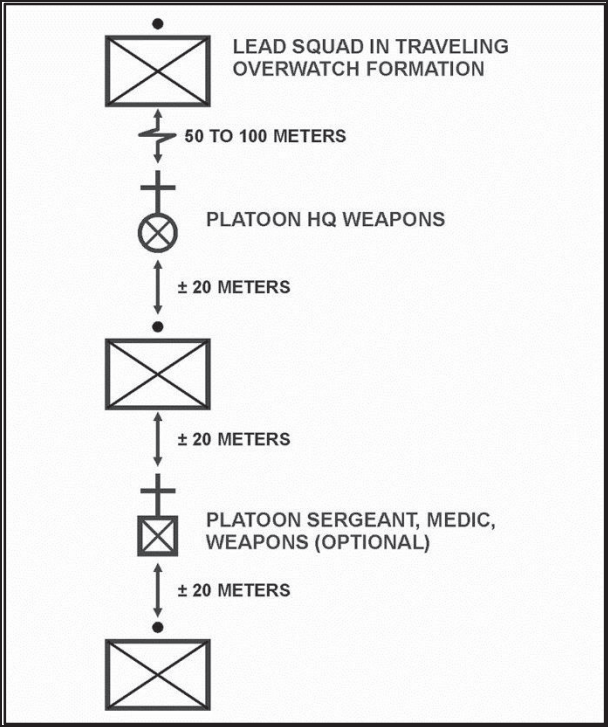 LEAD SQUAD IN TRAVELING
OVERWATCH FORMATION
50 TO 100 METERS
PLATOON HQ WEAPONS
± 20 METERS
± 20 METERS
PLATOON SERGEANT, MEDIC,
WEAPONS (OPTIONAL)
± 20 METERS